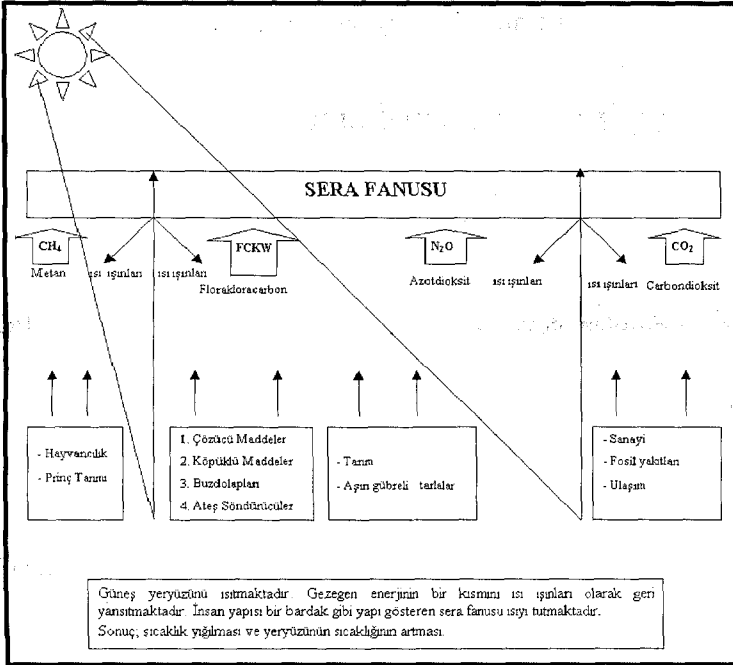 SERA FANUSU
CH₄
FCKW
N₂O
CO₂
Metan
ısı ışınları
ısı ışınları
Florakloracarbon
Azotdioksit
ısı ışınları
ısı ışınları
Carbondioksit
- Hayvancılık
- Prinç Tarımı
1. Çözücü Maddeler
2. Köpüklü Maddeler
3. Buzdolapları
4. Ateş Söndürücüler
- Tarım
- Aşırı gübreli tarlalar
- Sanayi
- Fosil yakıtları
- Ulaşım
Güneş yeryüzünü ısıtmaktadır. Gezegen enerjinin bir kısmını ısı ışınları olarak geri
yansıtmaktadır. İnsan yapısı bir bardak gibi yapı gösteren sera fanusu ısıyı tutmaktadır.
Sonuç; sıcaklık yığılması ve yeryüzünün sıcaklığının artması.